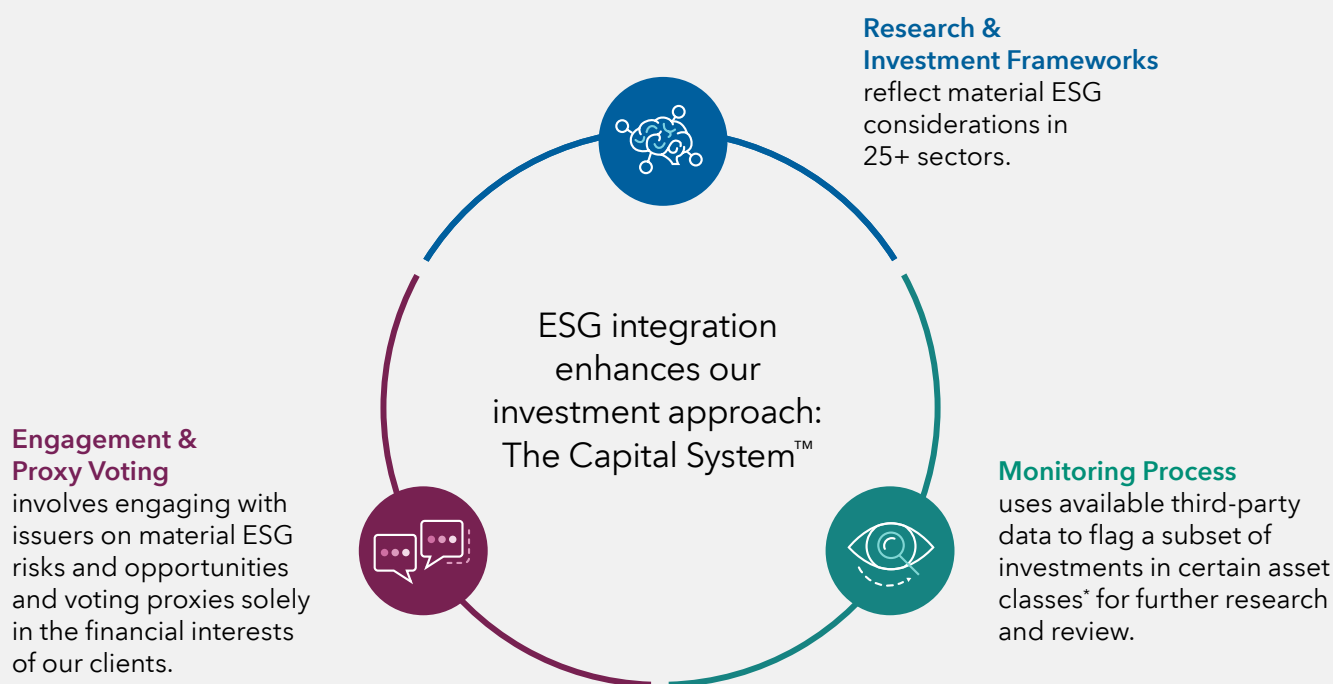 Research &
Investment Frameworks
reflect material ESG
considerations in
25+ sectors.
ESG integration
enhances our
investment approach:
The Capital System™
Engagement &
Proxy Voting
involves engaging with
issuers on material ESG
risks and opportunities
and voting proxies solely
in the financial interests
of our clients.
Monitoring Process
uses available third-party
data to flag a subset of
investments in certain asset
classes* for further research
and review.